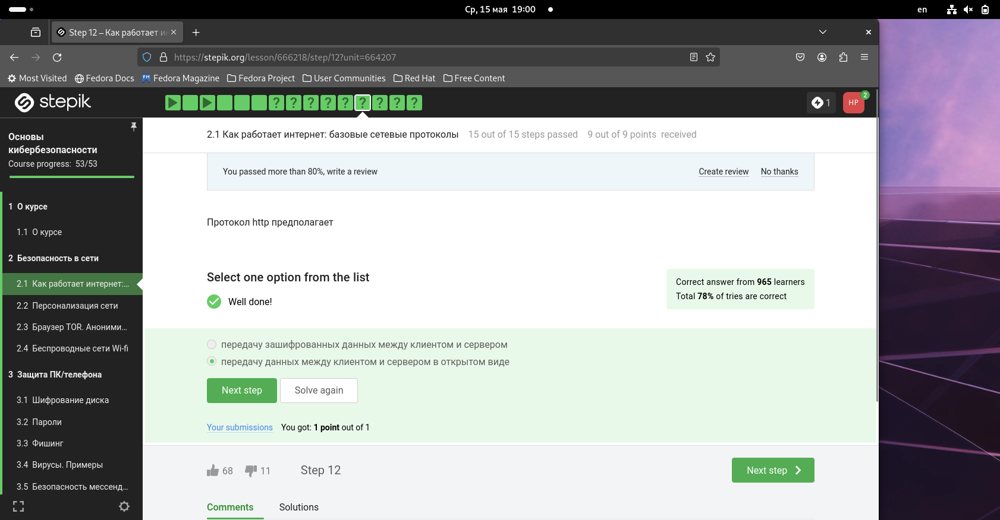 Ср, 15 мая 19:00
en
Step 12 – Как работает ин
https://stepik.org/lesson/666218/step/12?unit=664207
Most Visited Fedora Docs Fedora Magazine Fedora Project User Communities Red Hat Free Content
stepik
? ? ? ? ? ? ? ? ?
1
HP
2
Основы
кибербезопасности
Course progress: 53/53
1 О курсе
1.1 О курсе
2 Безопасность в сети
2.1 Как работает интернет:...
2.2 Персонализация сети
2.3 Браузер TOR. Аноними...
2.4 Беспроводные сети Wi-fi
3 Защита ПК/телефона
3.1 Шифрование диска
3.2 Пароли
3.3 Фишинг
3.4 Вирусы. Примеры
3.5 Безопасность мессенд...
2.1 Как работает интернет: базовые сетевые протоколы 15 out of 15 steps passed 9 out of 9 points received
You passed more than 80%, write a review Create review No thanks
Протокол http предполагает
Select one option from the list
Well done!
Correct answer from 965 learners
Total 78% of tries are correct
передачу зашифрованных данных между клиентом и сервером
передачу данных между клиентом и сервером в открытом виде
Next step Solve again
Your submissions You got: 1 point out of 1
68 11 Step 12 Next step
Comments Solutions